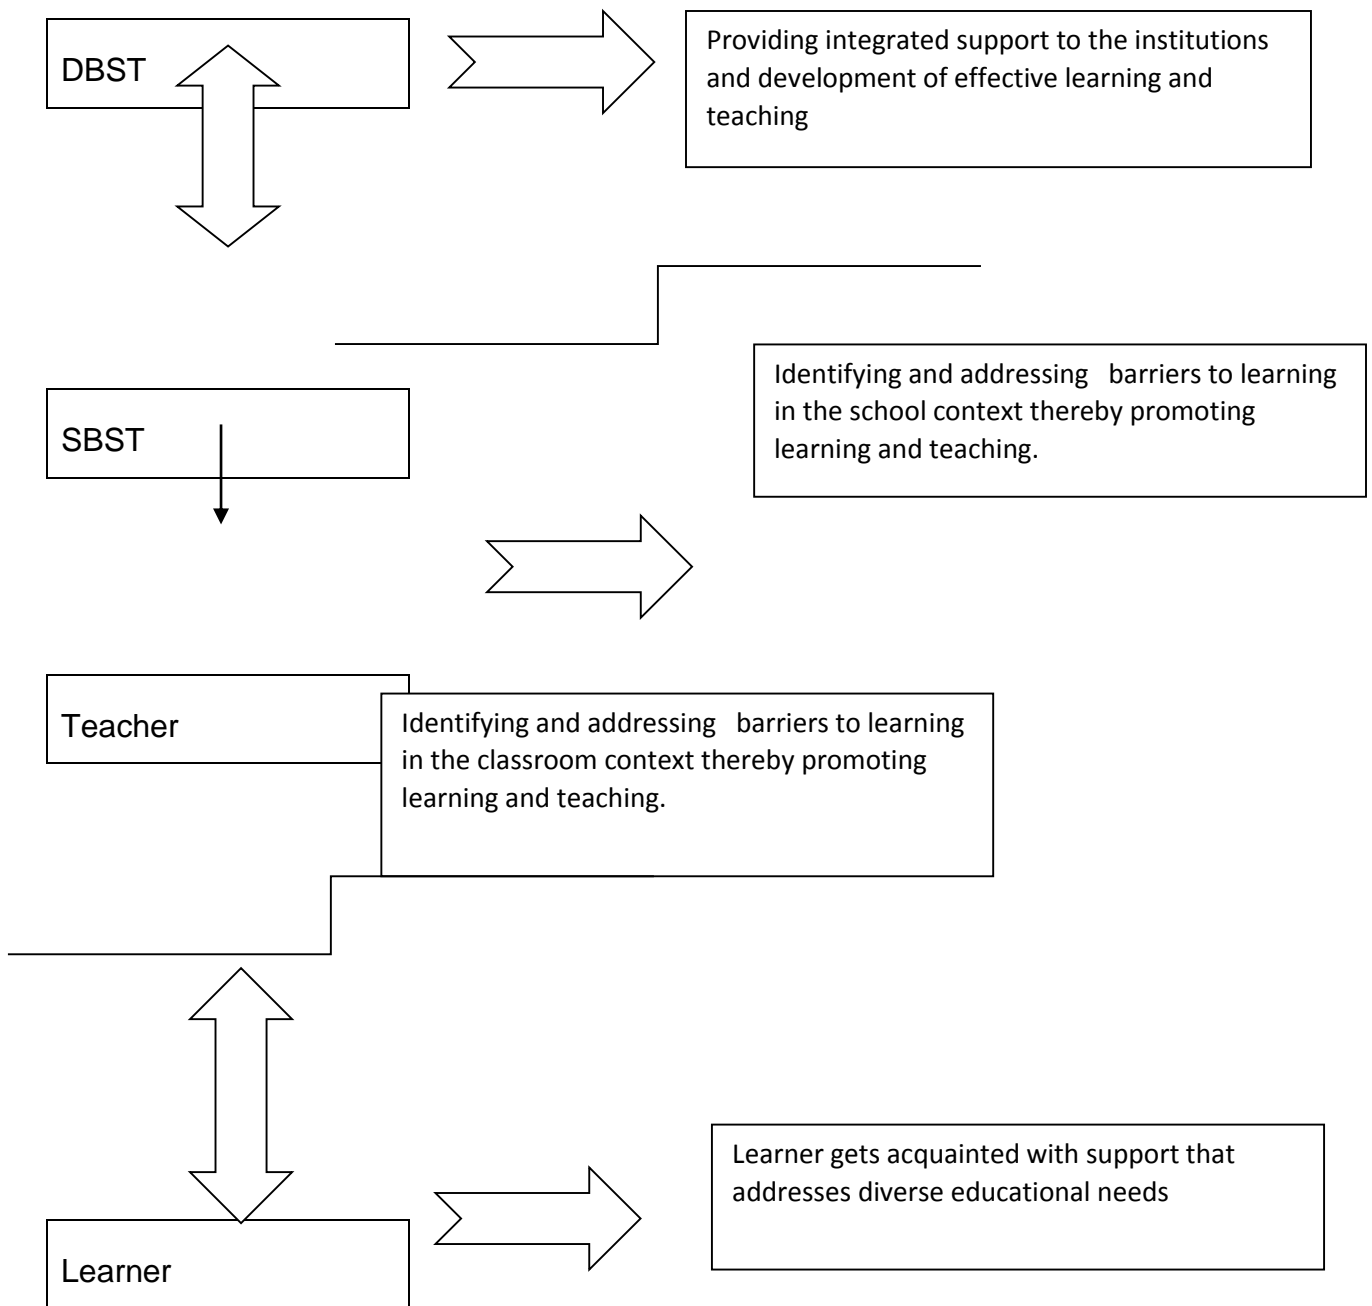 DBST
Providing integrated support to the institutions
and development of effective learning and
teaching
SBST
Identifying and addressing   barriers to learning
in the school context thereby promoting
learning and teaching.
Teacher
Identifying and addressing   barriers to learning
in the classroom context thereby promoting
learning and teaching.
Learner
Learner gets acquainted with support that
addresses diverse educational needs